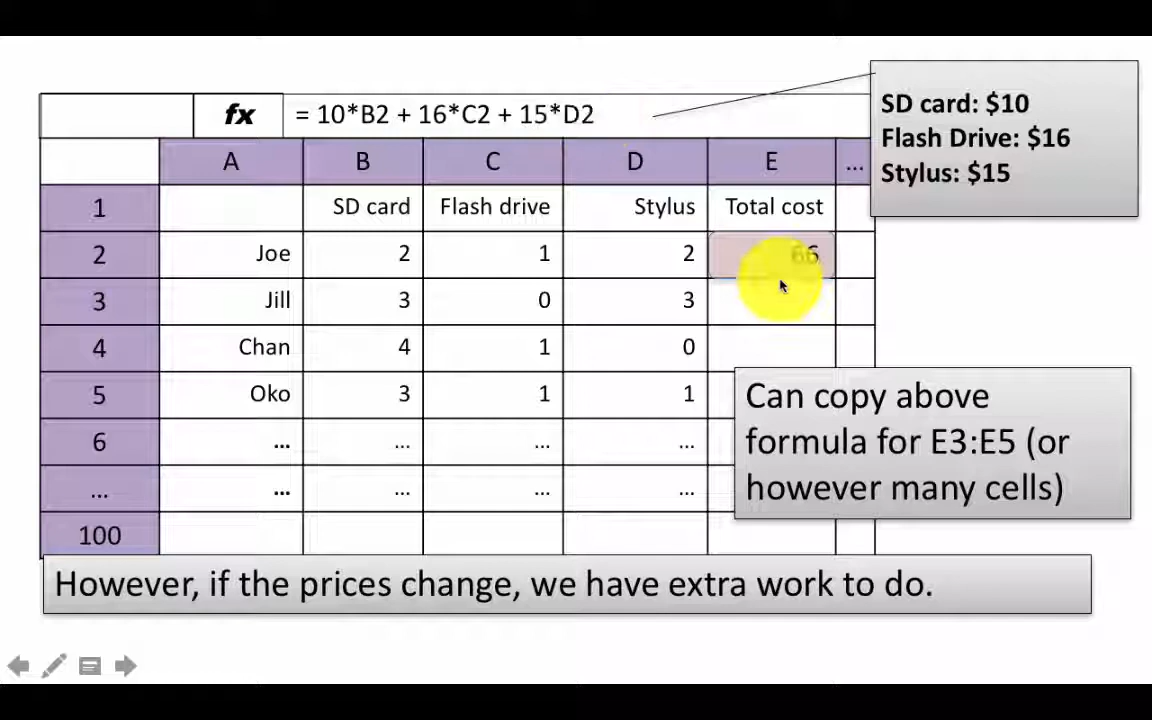 fx = 10*B2 + 16*C2 + 15*D2
SD card: $10
Flash Drive: $16
Stylus: $15
A B C D E ...
1 SD card Flash drive Stylus Total cost
2 Joe 2 1 2 66
3 Jill 3 0 3
4 Chan 4 1 0
5 Oko 3 1 1
6 ... ... ... ...
... ... ... ... ...
100
Can copy above
formula for E3:E5 (or
however many cells)
However, if the prices change, we have extra work to do.